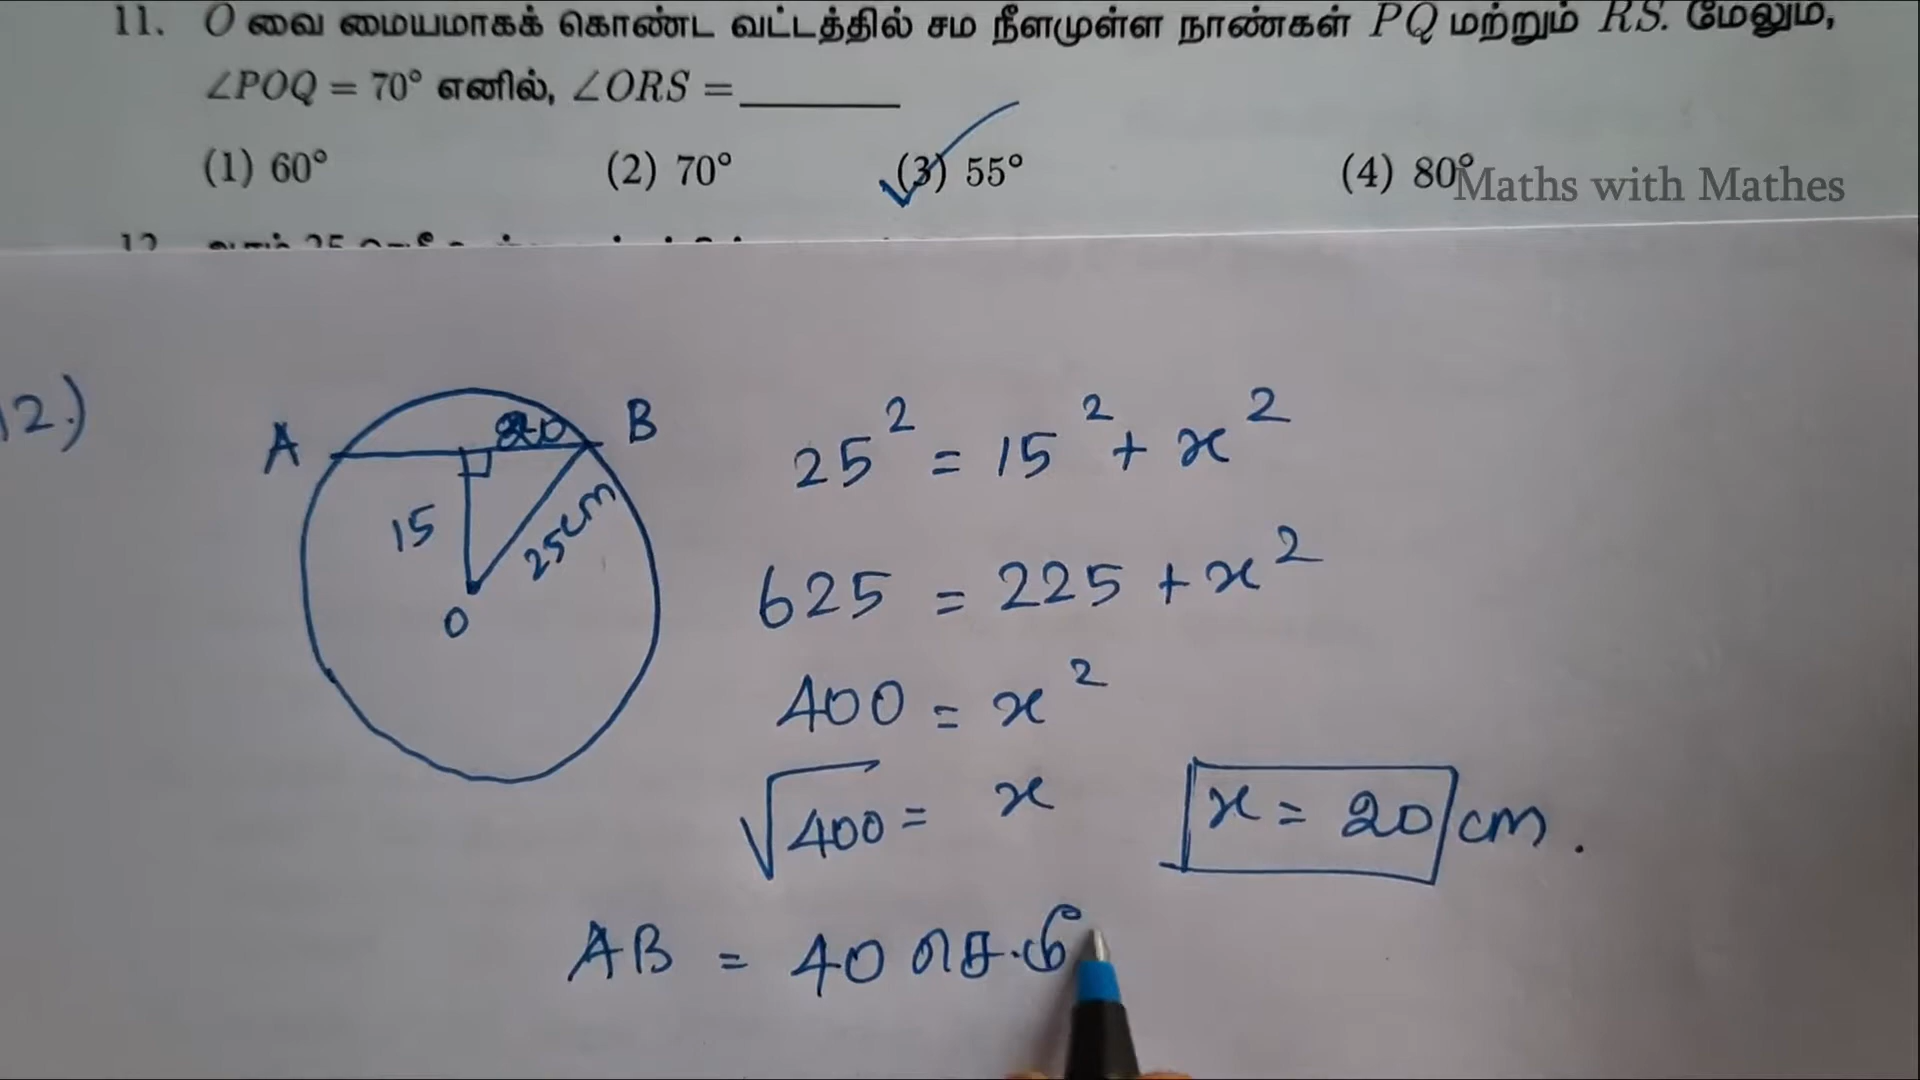 11. O வை மையமாகக் கொண்ட வட்டத்தில் சம நீளமுள்ள நாண்கள் PQ மற்றும் RS. மேலும்,
∠POQ = 70° எனில், ∠ORS = ________
(1) 60° (2) 70° (3) 55° (4) 80°
Maths with Mathes
12
12.)
A 20 B
15 25cm
O
25² = 15² + x²
625 = 225 + x²
400 = x²
√400 = x x = 20 cm.
AB = 40 செ.மீ